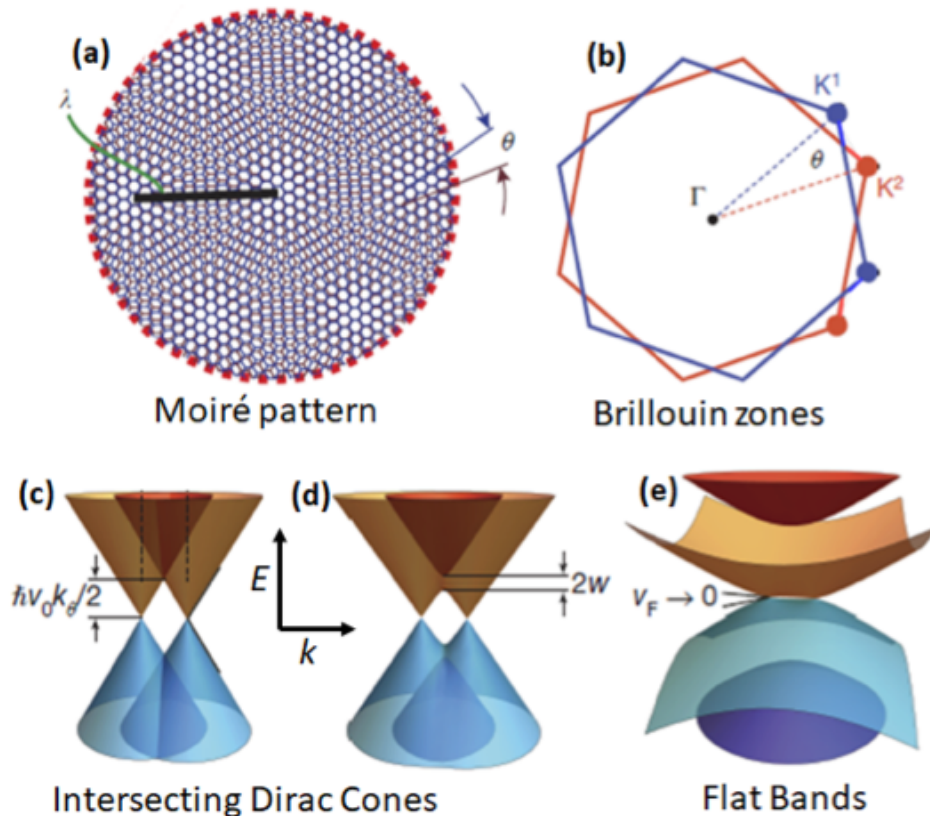 (a)
λ
θ
Moiré pattern
(b)
K¹
θ
Γ
K²
Brillouin zones
(c)
ħv₀k_θ/2
(d)
E
k
2w
(e)
v_F → 0
Intersecting Dirac Cones
Flat Bands